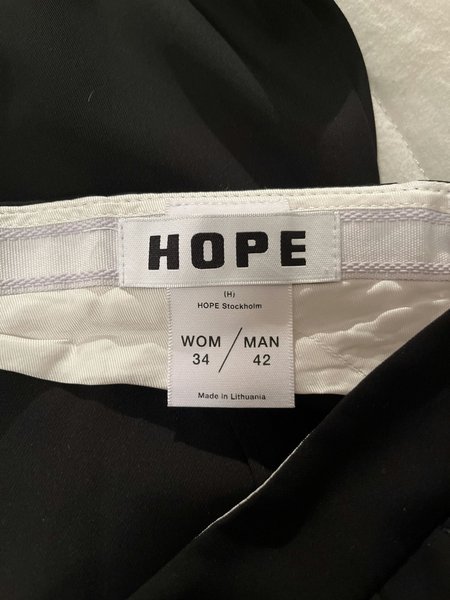 HOPE
(H)
HOPE Stockholm
WOM / MAN
34 42
Made in Lithuania